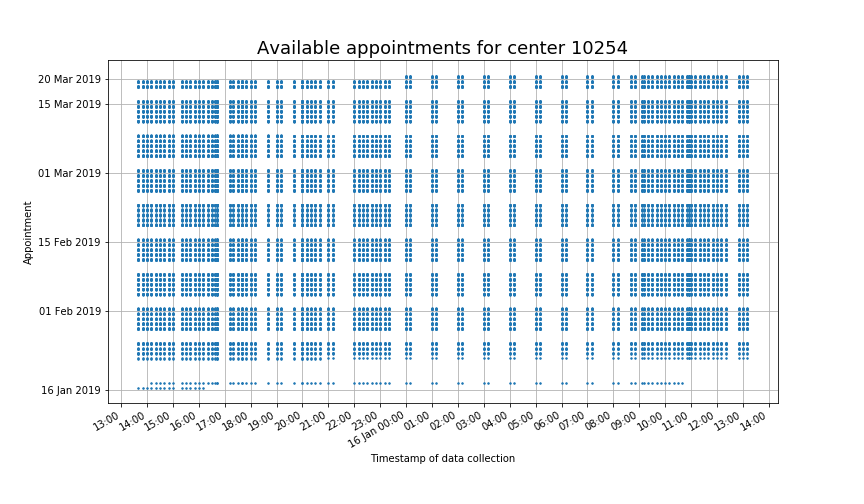 Available appointments for center 10254
20 Mar 2019
15 Mar 2019
01 Mar 2019
15 Feb 2019
01 Feb 2019
16 Jan 2019
Appointment
13:00
14:00
15:00
16:00
17:00
18:00
19:00
20:00
21:00
22:00
23:00
16 Jan 00:00
01:00
02:00
03:00
04:00
05:00
06:00
07:00
08:00
09:00
10:00
11:00
12:00
13:00
14:00
Timestamp of data collection